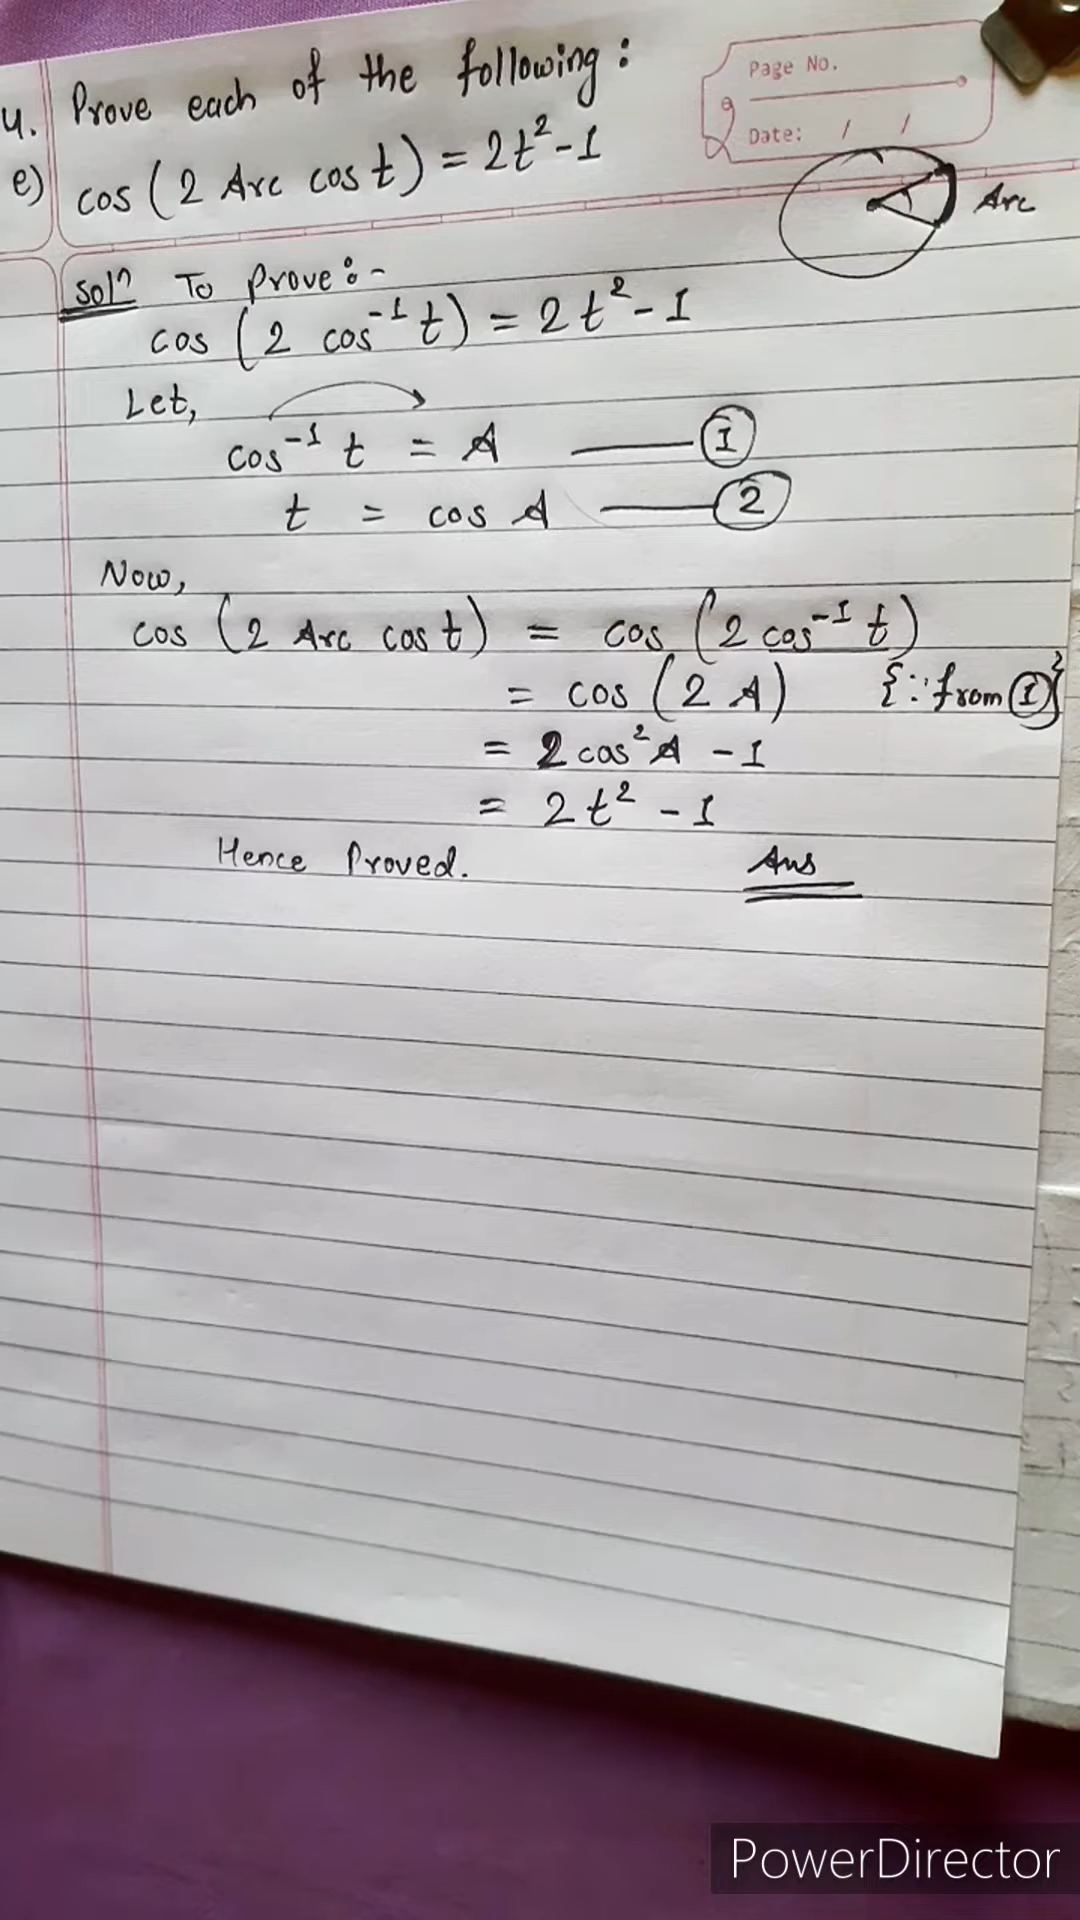 4. Prove each of the following :
Page No.
Date: / /
e) cos (2 Arc cos t) = 2t² - 1
Arc
Solⁿ To Prove :-
cos (2 cos⁻¹ t) = 2t² - 1
Let,
cos⁻¹ t = A —— ①
t = cos A —— ②
Now,
cos (2 Arc cos t) = cos (2 cos⁻¹ t)
= cos (2 A) {∵ from ①}
= 2 cos² A - 1
= 2t² - 1
Hence Proved. Ans
PowerDirector